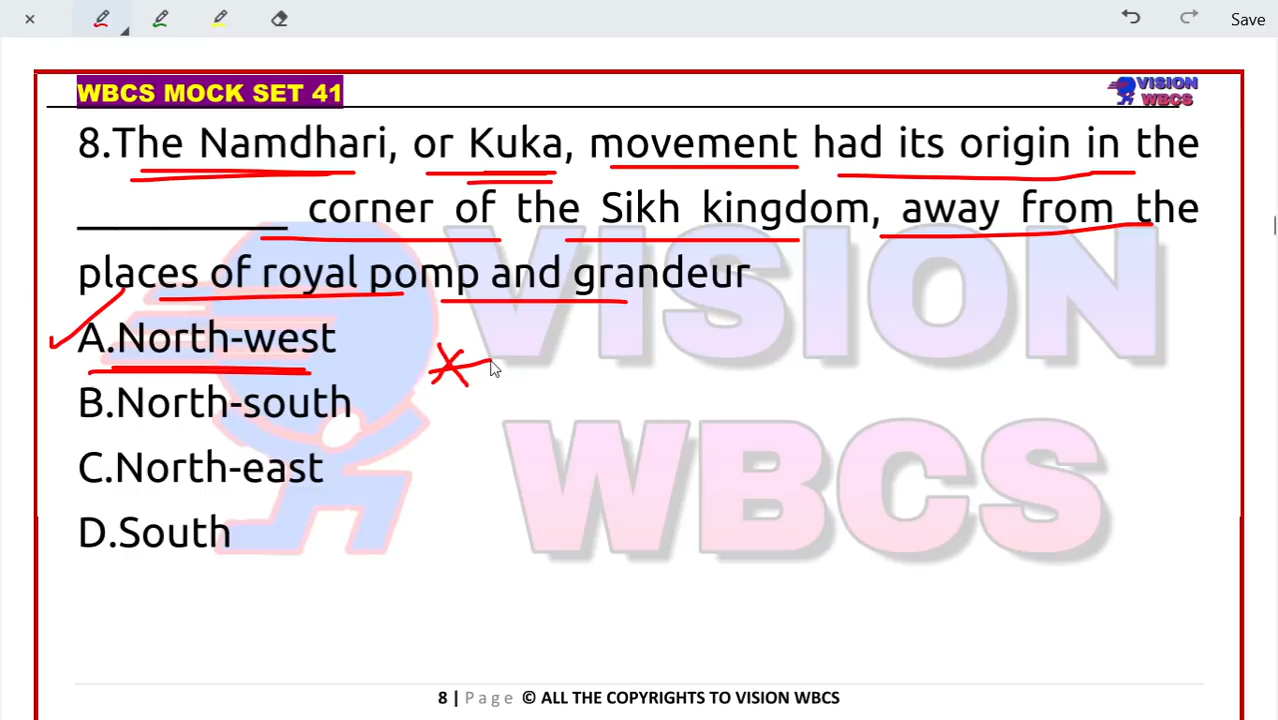 Save
WBCS MOCK SET 41
VISION
WBCS
8.The Namdhari, or Kuka, movement had its origin in the
__________ corner of the Sikh kingdom, away from the
places of royal pomp and grandeur
A.North-west
B.North-south
C.North-east
D.South
VISION
WBCS
8 | Page © ALL THE COPYRIGHTS TO VISION WBCS